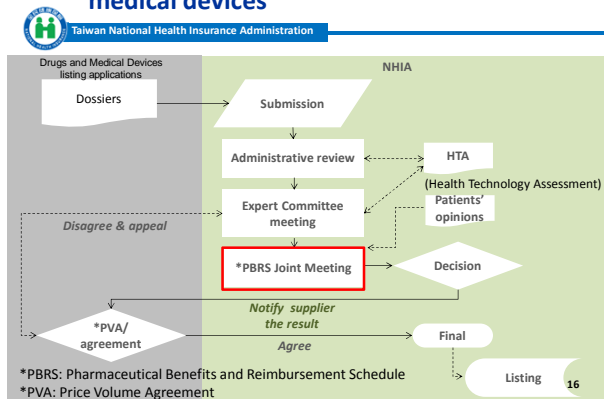 medical devices
Taiwan National Health Insurance Administration
Drugs and Medical Devices
listing applications
NHIA
Dossiers
Submission
Administrative review
HTA
(Health Technology Assessment)
Expert Committee
meeting
Patients'
opinions
Disagree & appeal
*PBRS Joint Meeting
Decision
Notify supplier
the result
*PVA/
agreement
Agree
Final
*PBRS: Pharmaceutical Benefits and Reimbursement Schedule
*PVA: Price Volume Agreement
Listing
16